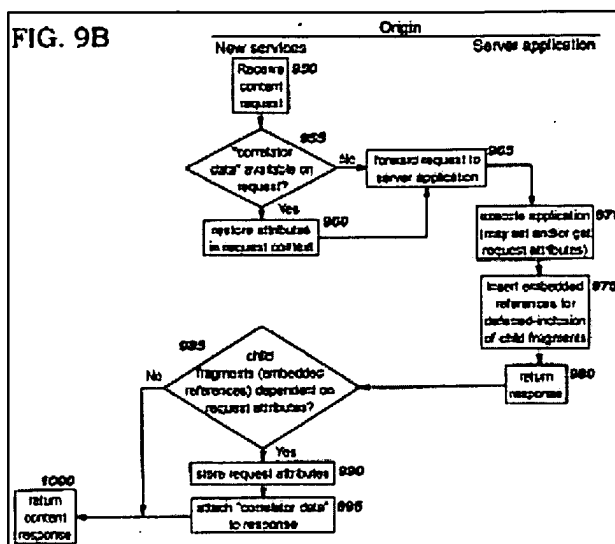 FIG. 9B
Origin
New services
Server application
Receive
content
request
950
"correlator
data" available on
request?
955
No
Yes
restore attributes
in request context
960
forward request to
server application
965
execute application
(may set and/or get
request attributes)
97
insert embedded
references for
deferred-inclusion
of child fragments
975
return
response
980
985
child
fragments (embedded
references) dependent on
request attributes?
No
Yes
store request attributes
990
attach "correlator data"
to response
995
1000
return
content
response